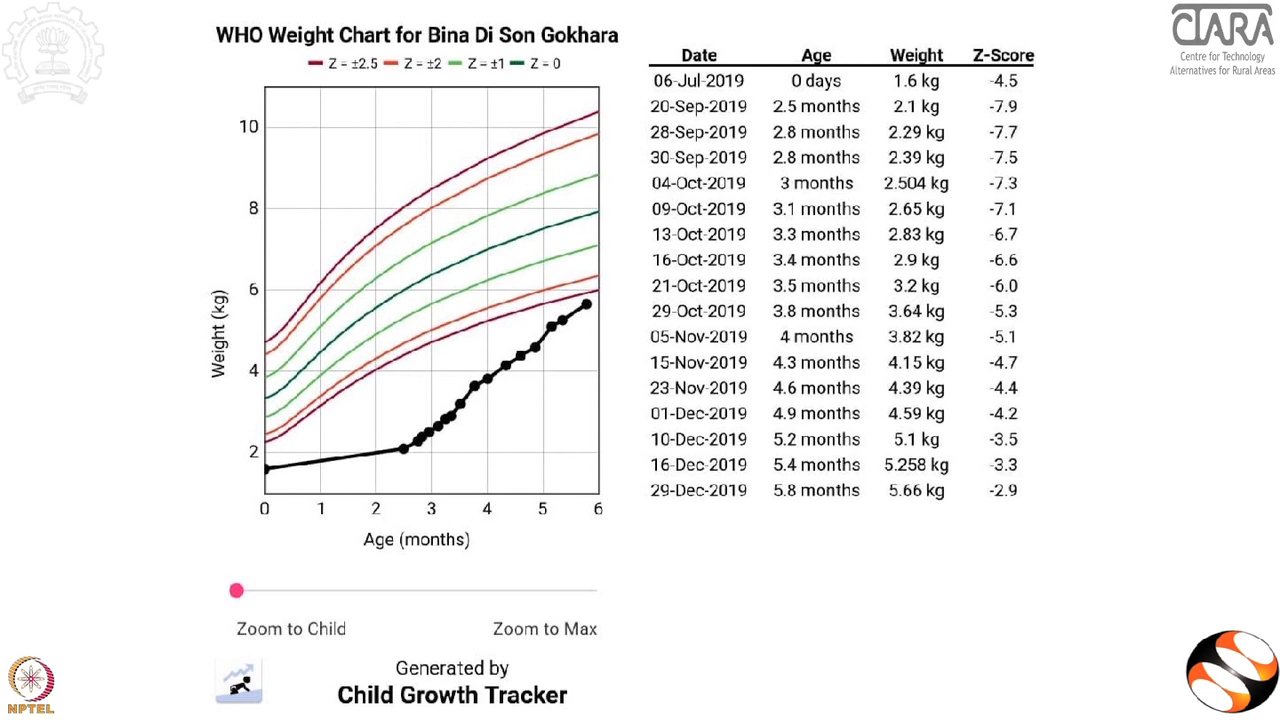 WHO Weight Chart for Bina Di Son Gokhara
Z = ±2.5 Z = ±2 Z = ±1 Z = 0
10
8
6
4
2
Weight (kg)
0 1 2 3 4 5 6
Age (months)
Zoom to Child Zoom to Max
Generated by
Child Growth Tracker
Date Age Weight Z-Score
06-Jul-2019 0 days 1.6 kg -4.5
20-Sep-2019 2.5 months 2.1 kg -7.9
28-Sep-2019 2.8 months 2.29 kg -7.7
30-Sep-2019 2.8 months 2.39 kg -7.5
04-Oct-2019 3 months 2.504 kg -7.3
09-Oct-2019 3.1 months 2.65 kg -7.1
13-Oct-2019 3.3 months 2.83 kg -6.7
16-Oct-2019 3.4 months 2.9 kg -6.6
21-Oct-2019 3.5 months 3.2 kg -6.0
29-Oct-2019 3.8 months 3.64 kg -5.3
05-Nov-2019 4 months 3.82 kg -5.1
15-Nov-2019 4.3 months 4.15 kg -4.7
23-Nov-2019 4.6 months 4.39 kg -4.4
01-Dec-2019 4.9 months 4.59 kg -4.2
10-Dec-2019 5.2 months 5.1 kg -3.5
16-Dec-2019 5.4 months 5.258 kg -3.3
29-Dec-2019 5.8 months 5.66 kg -2.9
CTARA
Centre for Technology
Alternatives for Rural Areas
NPTEL